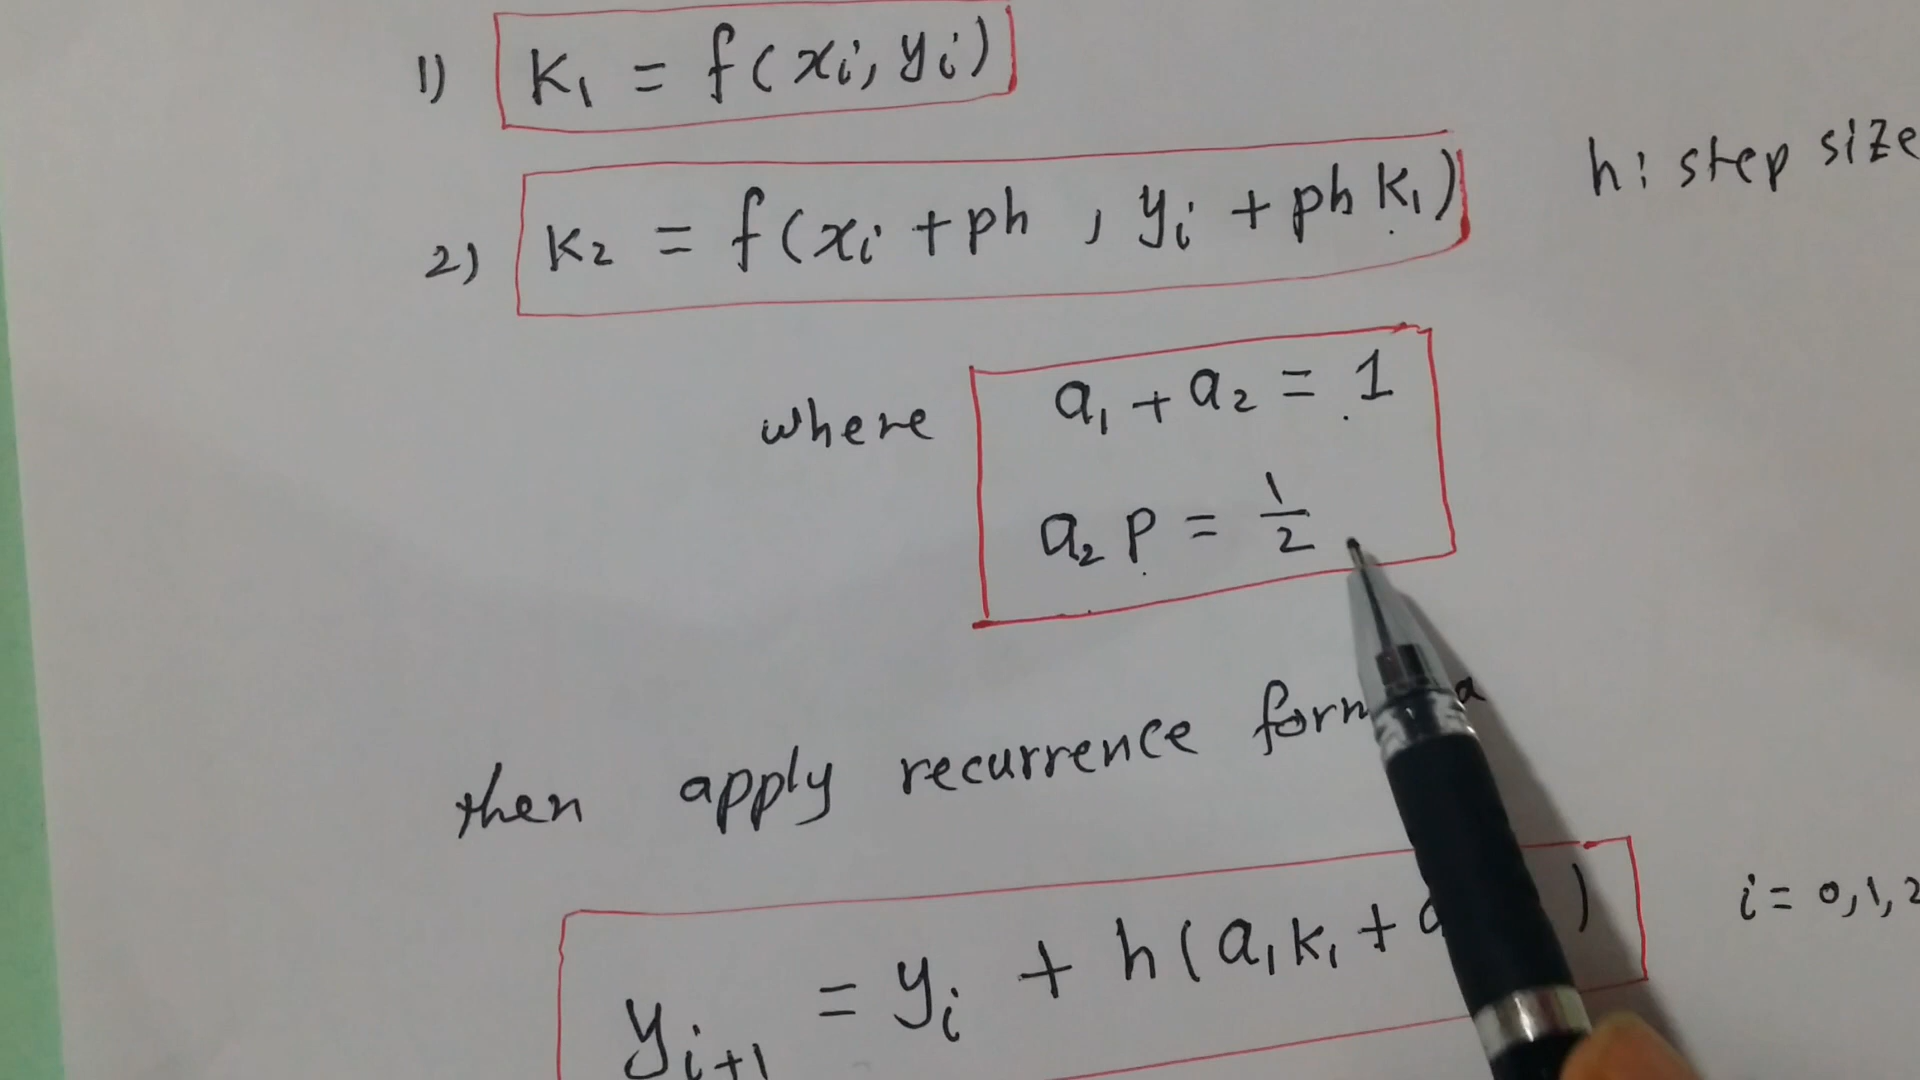 1) K₁ = f(xᵢ, yᵢ)
h: step size
2) K₂ = f(xᵢ + ph , yᵢ + ph K₁)
where a₁ + a₂ = 1
a₂ p = 1/2
then apply recurrence
yᵢ₊₁ = yᵢ + h(a₁K₁ + )
i = 0,1,2